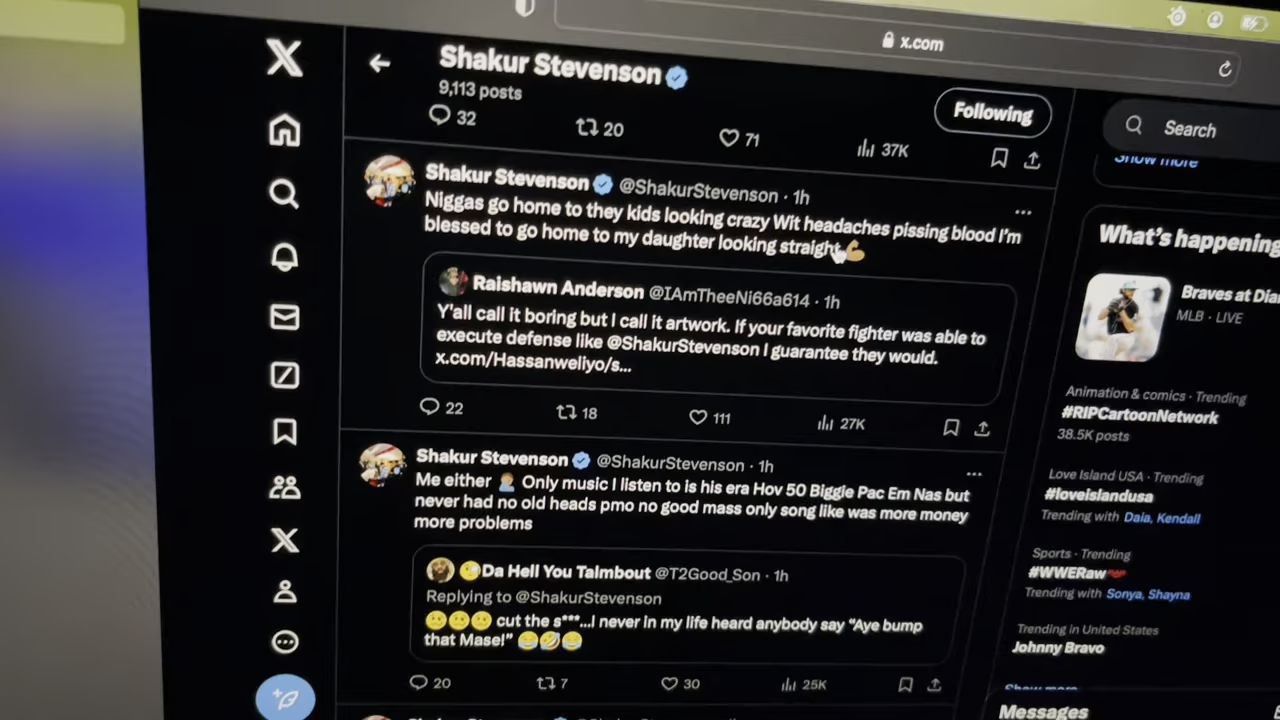 x.com
Shakur Stevenson
9,113 posts
Following
Search
32
20
71
37K
Show more
Shakur Stevenson @ShakurStevenson · 1h
Niggas go home to they kids looking crazy Wit headaches pissing blood I'm
blessed to go home to my daughter looking straight💪
Raishawn Anderson @IAmTheeNi66a614 · 1h
Y'all call it boring but I call it artwork. If your favorite fighter was able to
execute defense like @ShakurStevenson I guarantee they would.
x.com/Hassanweliyo/s...
22
18
111
27K
Shakur Stevenson @ShakurStevenson · 1h
Me either Only music I listen to is his era Hov 50 Biggie Pac Em Nas but
never had no old heads pmo no good mass only song like was more money
more problems
Da Hell You Talmbout @T2Good_Son · 1h
Replying to @ShakurStevenson
cut the s***...I never in my life heard anybody say “Aye bump
that Mase!”
20
7
30
25K
What's happening
Braves at Dia
MLB · LIVE
Animation & comics · Trending
#RIPCartoonNetwork
38.5K posts
Love Island USA · Trending
#loveislandusa
Trending with Daia, Kendall
Sports · Trending
#WWERaw
Trending with Sonya, Shayna
Trending in United States
Johnny Bravo
Show more
Messages